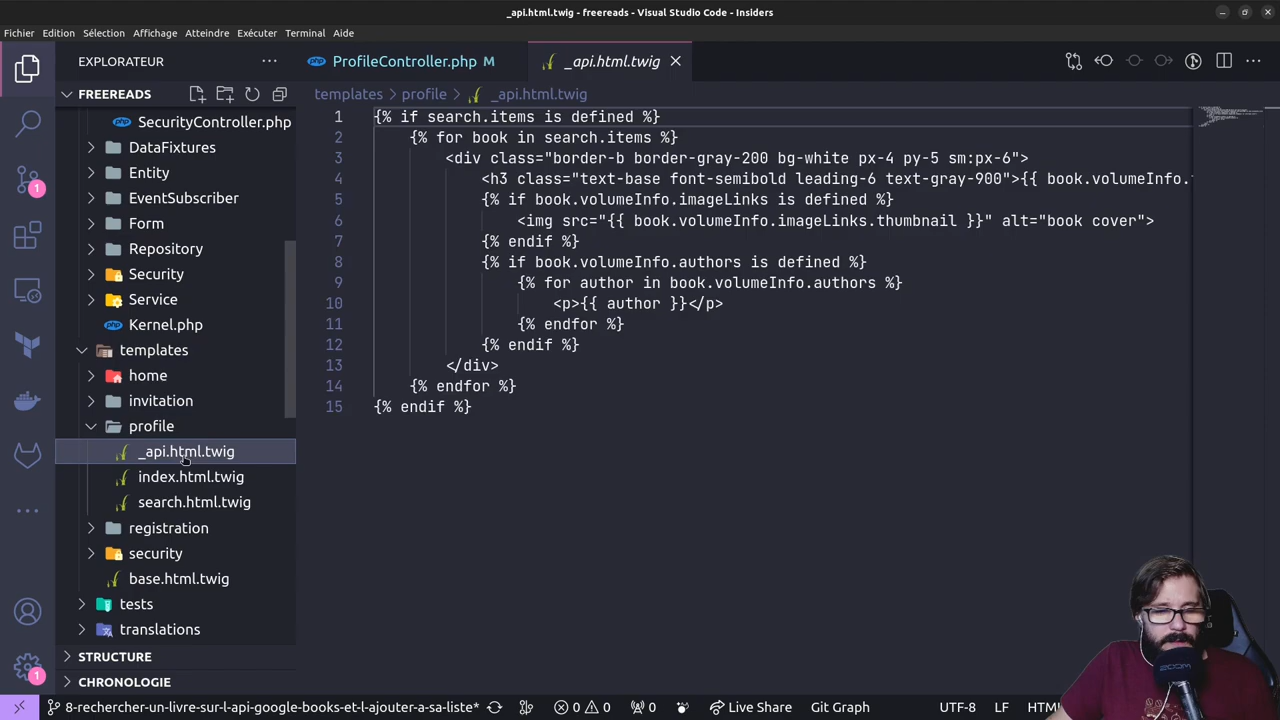 _api.html.twig - freereads - Visual Studio Code - Insiders
Fichier Edition Sélection Affichage Atteindre Exécuter Terminal Aide
EXPLORATEUR
ProfileController.php M
_api.html.twig
FREEREADS
templates > profile > _api.html.twig
SecurityController.php
DataFixtures
Entity
EventSubscriber
Form
Repository
Security
Service
Kernel.php
templates
home
invitation
profile
_api.html.twig
index.html.twig
search.html.twig
registration
security
base.html.twig
tests
translations
STRUCTURE
CHRONOLOGIE
1
1
1 {% if search.items is defined %}
2 {% for book in search.items %}
3 <div class="border-b border-gray-200 bg-white px-4 py-5 sm:px-6">
4 <h3 class="text-base font-semibold leading-6 text-gray-900">{{ book.volumeInfo.
5 {% if book.volumeInfo.imageLinks is defined %}
6 <img src="{{ book.volumeInfo.imageLinks.thumbnail }}" alt="book cover">
7 {% endif %}
8 {% if book.volumeInfo.authors is defined %}
9 {% for author in book.volumeInfo.authors %}
10 <p>{{ author }}</p>
11 {% endfor %}
12 {% endif %}
13 </div>
14 {% endfor %}
15 {% endif %}
ZOOM
8-rechercher-un-livre-sur-l-api-google-books-et-l-ajouter-a-sa-liste* 0 0 0 Live Share Git Graph UTF-8 LF HTM